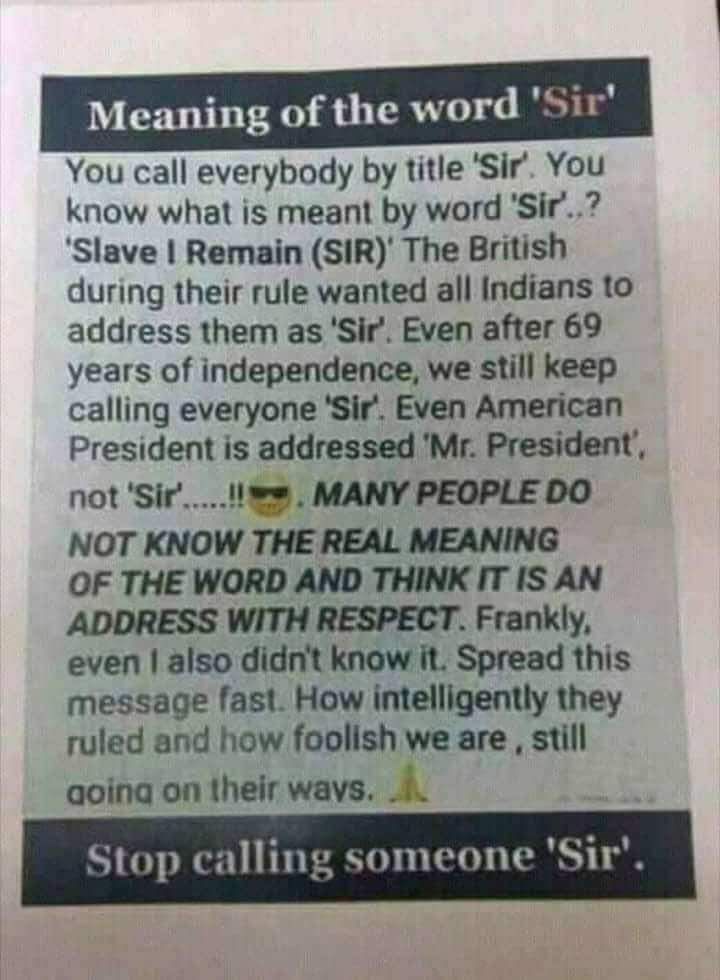 Meaning of the word 'Sir'
You call everybody by title 'Sir'. You
know what is meant by word 'Sir'..?
'Slave I Remain (SIR)' The British
during their rule wanted all Indians to
address them as 'Sir'. Even after 69
years of independence, we still keep
calling everyone 'Sir'. Even American
President is addressed 'Mr. President',
not 'Sir'.....!!😎. MANY PEOPLE DO
NOT KNOW THE REAL MEANING
OF THE WORD AND THINK IT IS AN
ADDRESS WITH RESPECT. Frankly,
even I also didn't know it. Spread this
message fast. How intelligently they
ruled and how foolish we are , still
going on their ways. 🙏
Stop calling someone 'Sir'.